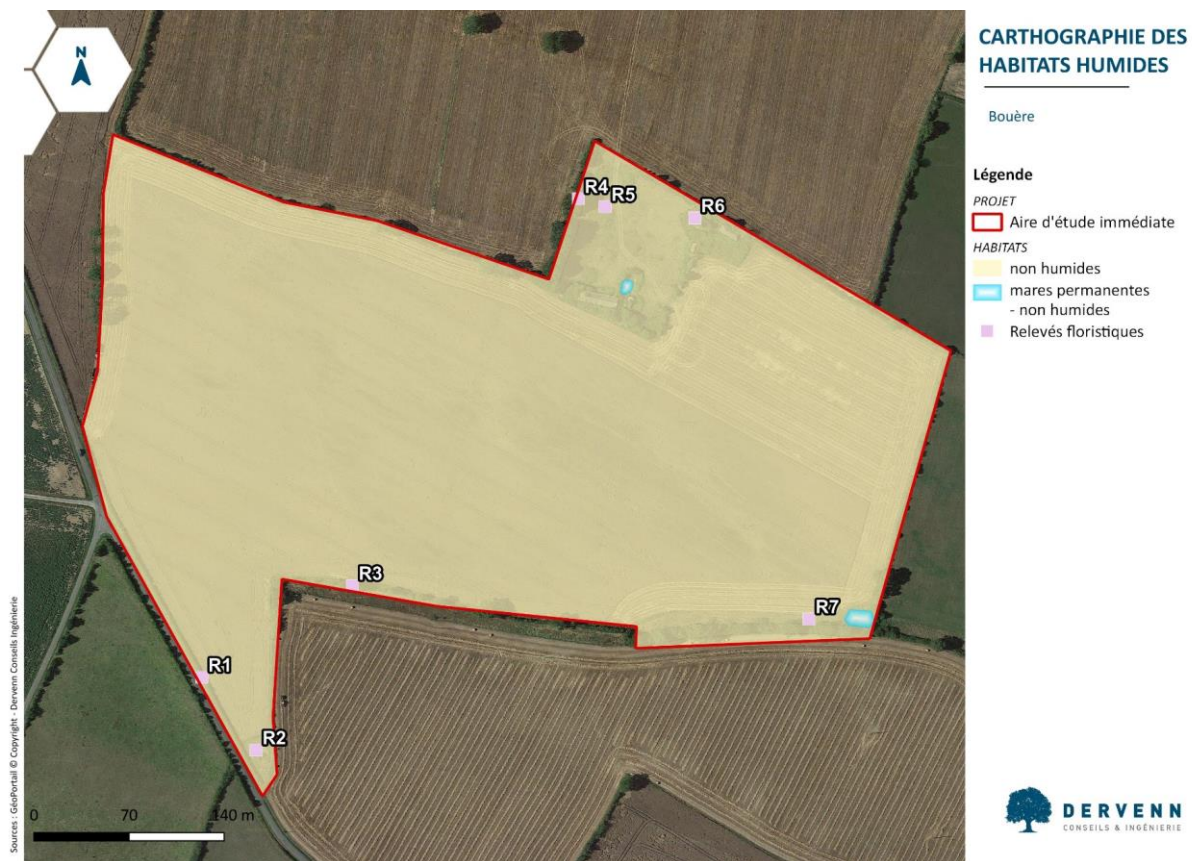 CARTHOGRAPHIE DES
HABITATS HUMIDES
Bouère
Légende
PROJET
Aire d'étude immédiate
HABITATS
non humides
mares permanentes
- non humides
Relevés floristiques
N
R4
R5
R6
R3
R7
R1
R2
0 70 140 m
Sources : GéoPortail © Copyright - Dervenn Conseils Ingénierie
DERVENN
CONSEILS & INGÉNIERIE